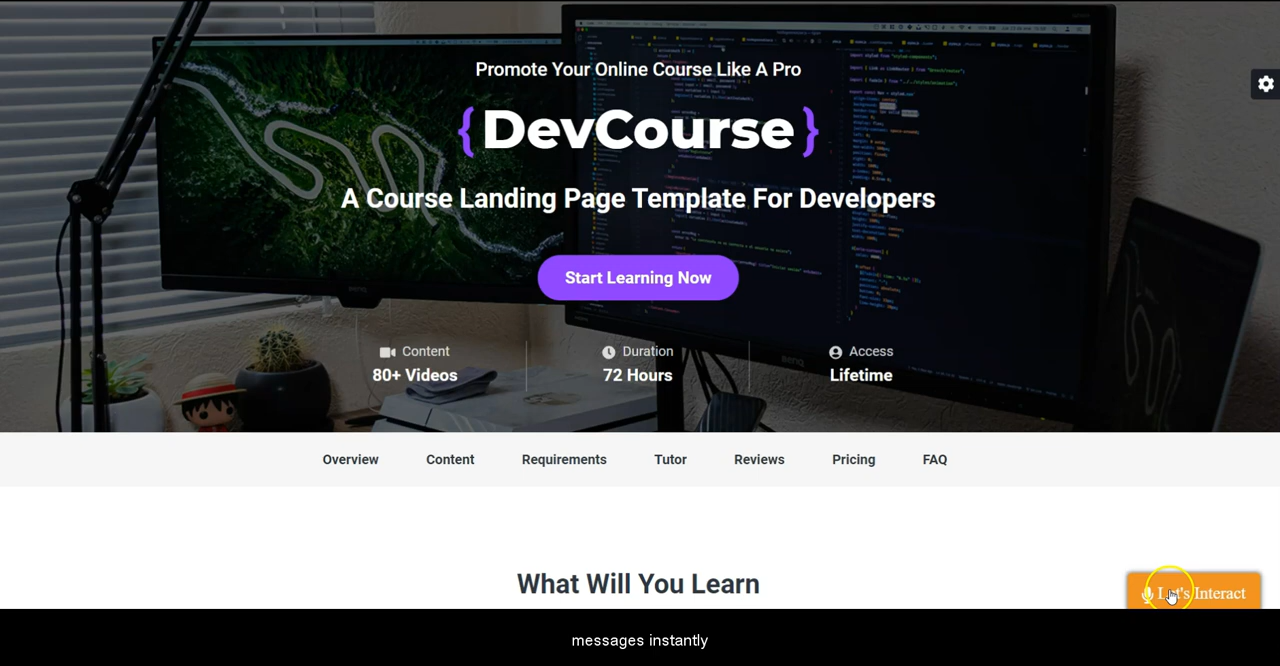 Promote Your Online Course Like A Pro
{ DevCourse }
A Course Landing Page Template For Developers
Start Learning Now
Content
80+ Videos
Duration
72 Hours
Access
Lifetime
Overview Content Requirements Tutor Reviews Pricing FAQ
What Will You Learn
Let's Interact
messages instantly